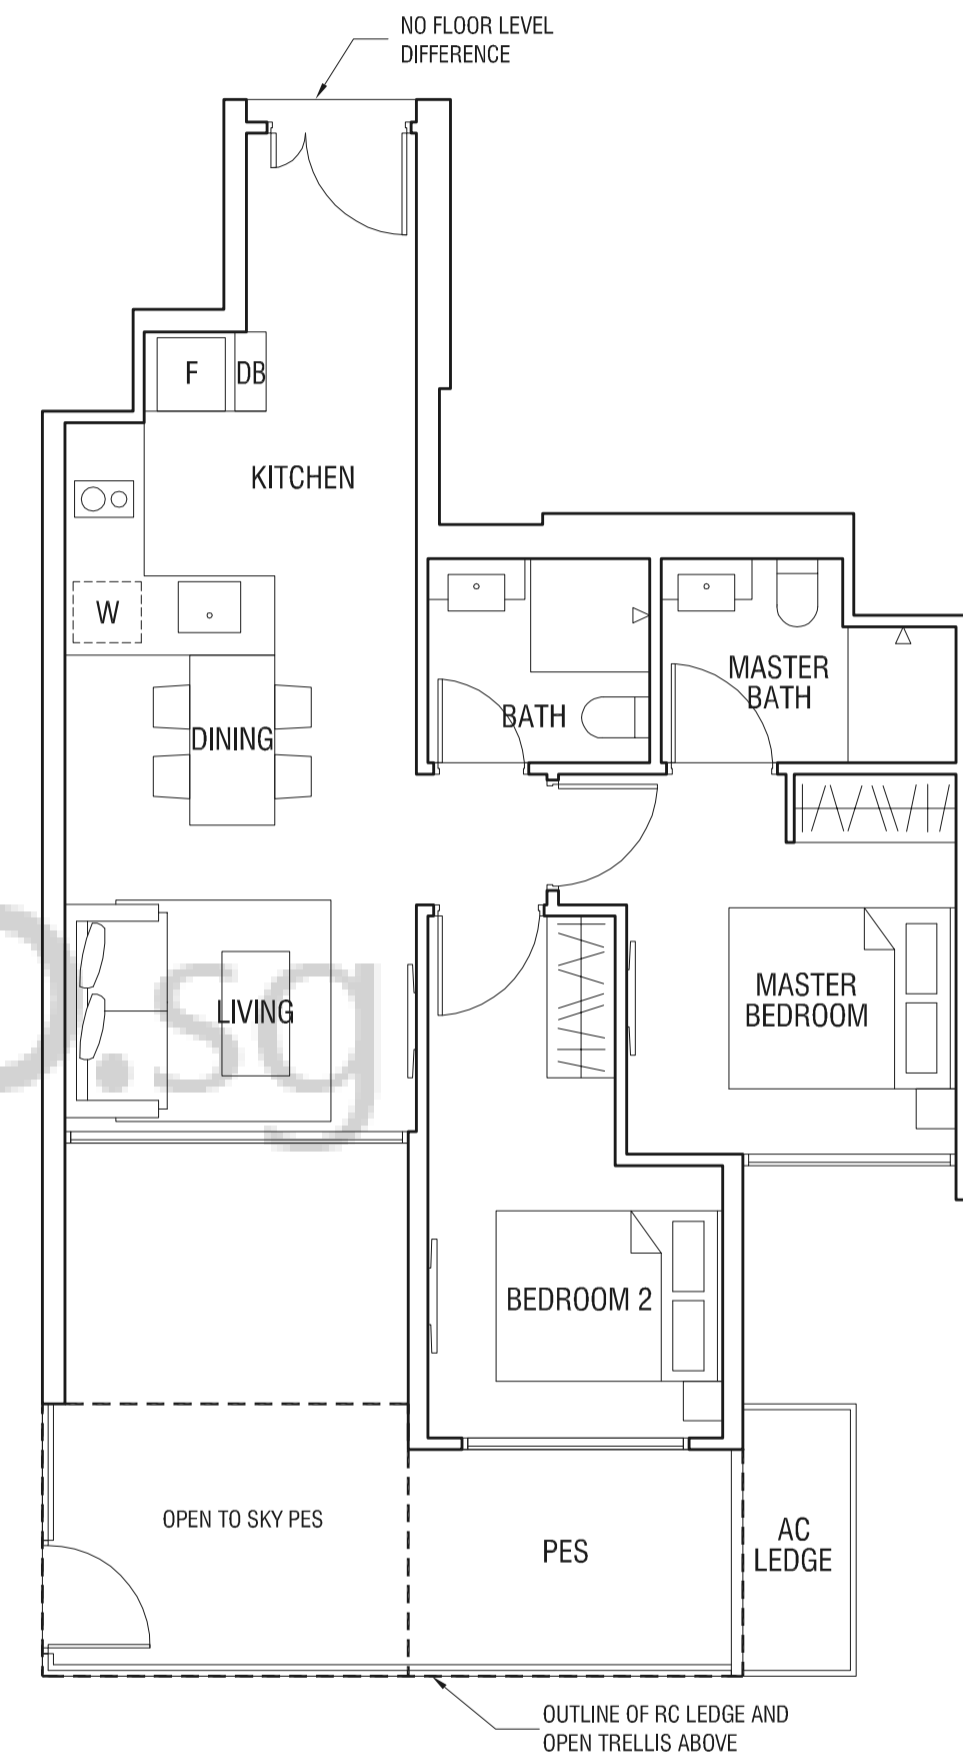 NO FLOOR LEVEL
DIFFERENCE
F
DB
KITCHEN
W
DINING
BATH
MASTER
BATH
LIVING
MASTER
BEDROOM
BEDROOM 2
OPEN TO SKY PES
PES
AC
LEDGE
OUTLINE OF RC LEDGE AND
OPEN TRELLIS ABOVE
.sg